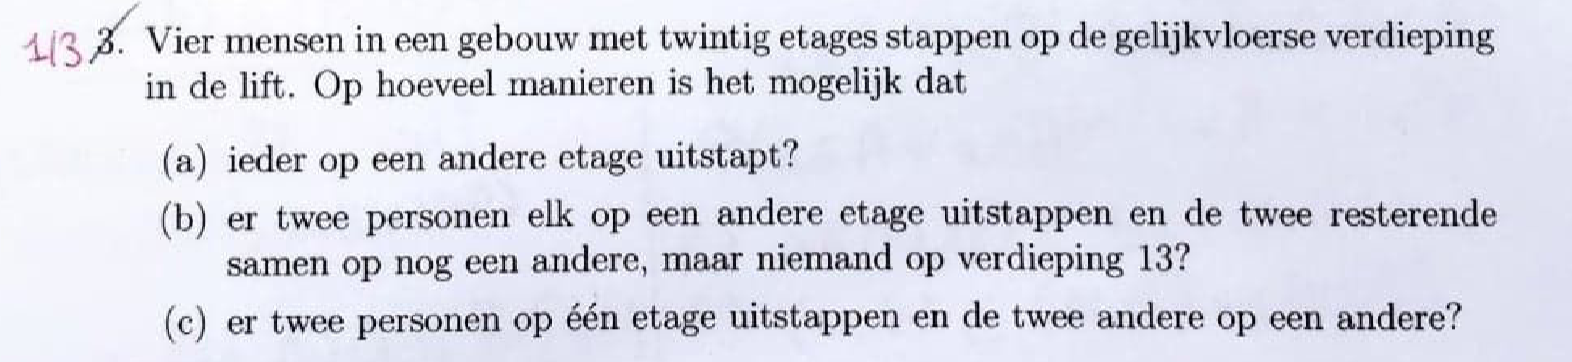 1/3 3. Vier mensen in een gebouw met twintig etages stappen op de gelijkvloerse verdieping
in de lift. Op hoeveel manieren is het mogelijk dat
(a) ieder op een andere etage uitstapt?
(b) er twee personen elk op een andere etage uitstappen en de twee resterende
samen op nog een andere, maar niemand op verdieping 13?
(c) er twee personen op één etage uitstappen en de twee andere op een andere?